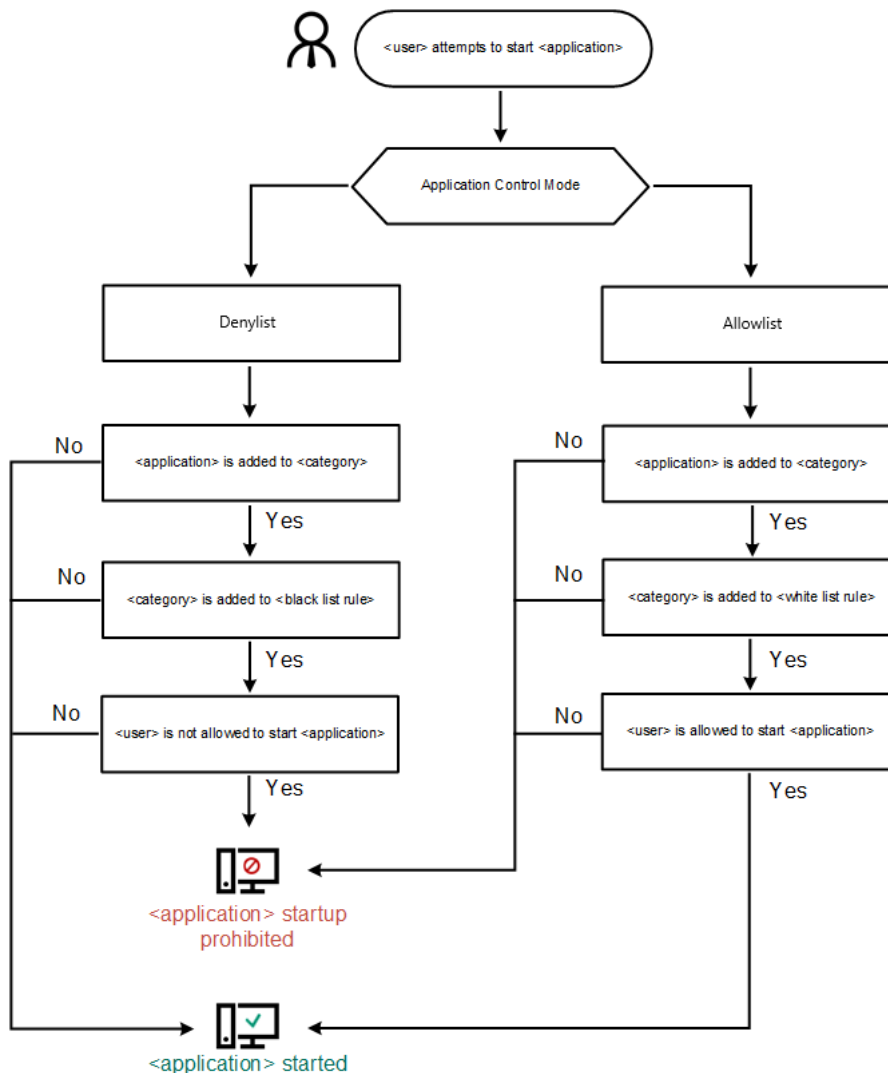 <user> attempts to start <application>
Application Control Mode
Denylist
Allowlist
No
<application> is added to <category>
No
<application> is added to <category>
Yes
Yes
No
<category> is added to <black list rule>
No
<category> is added to <white list rule>
Yes
Yes
No
<user> is not allowed to start <application>
No
<user> is allowed to start <application>
Yes
Yes
<application> startup
prohibited
<application> started